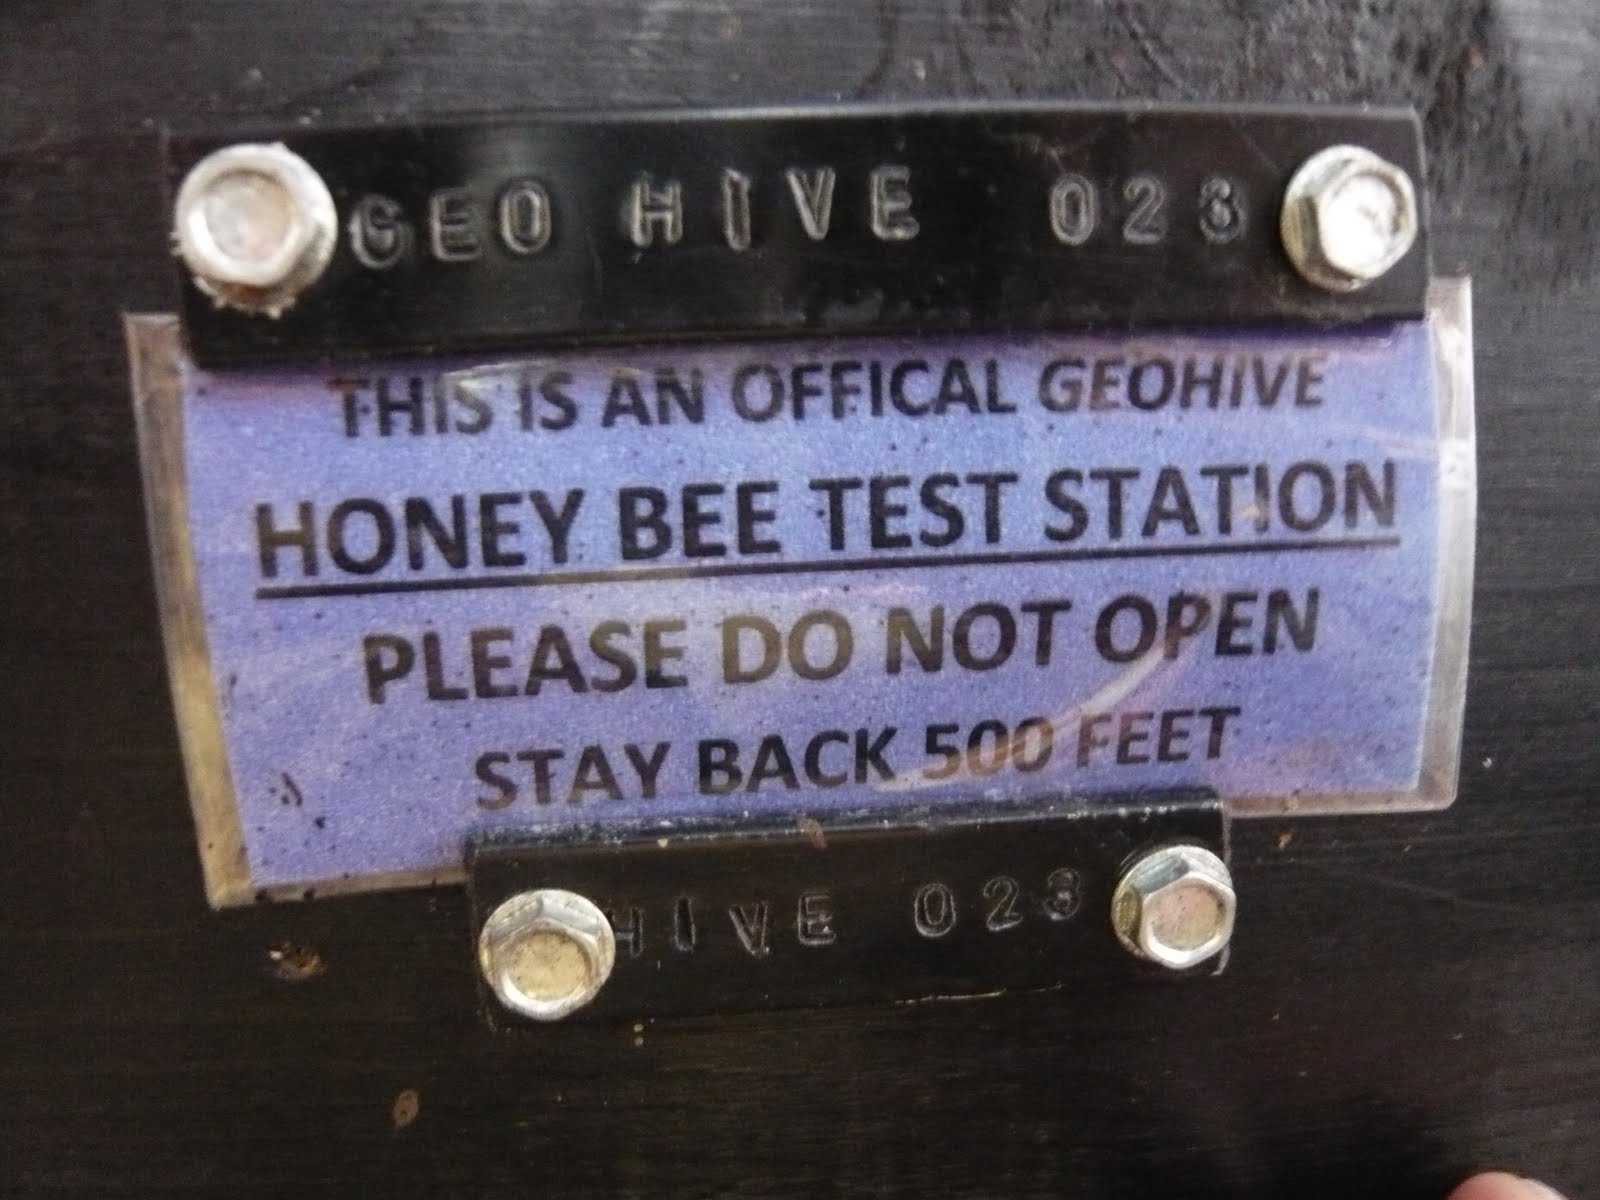 GEO HIVE 023
THIS IS AN OFFICAL GEOHIVE
HONEY BEE TEST STATION
PLEASE DO NOT OPEN
STAY BACK 500 FEET
HIVE 023